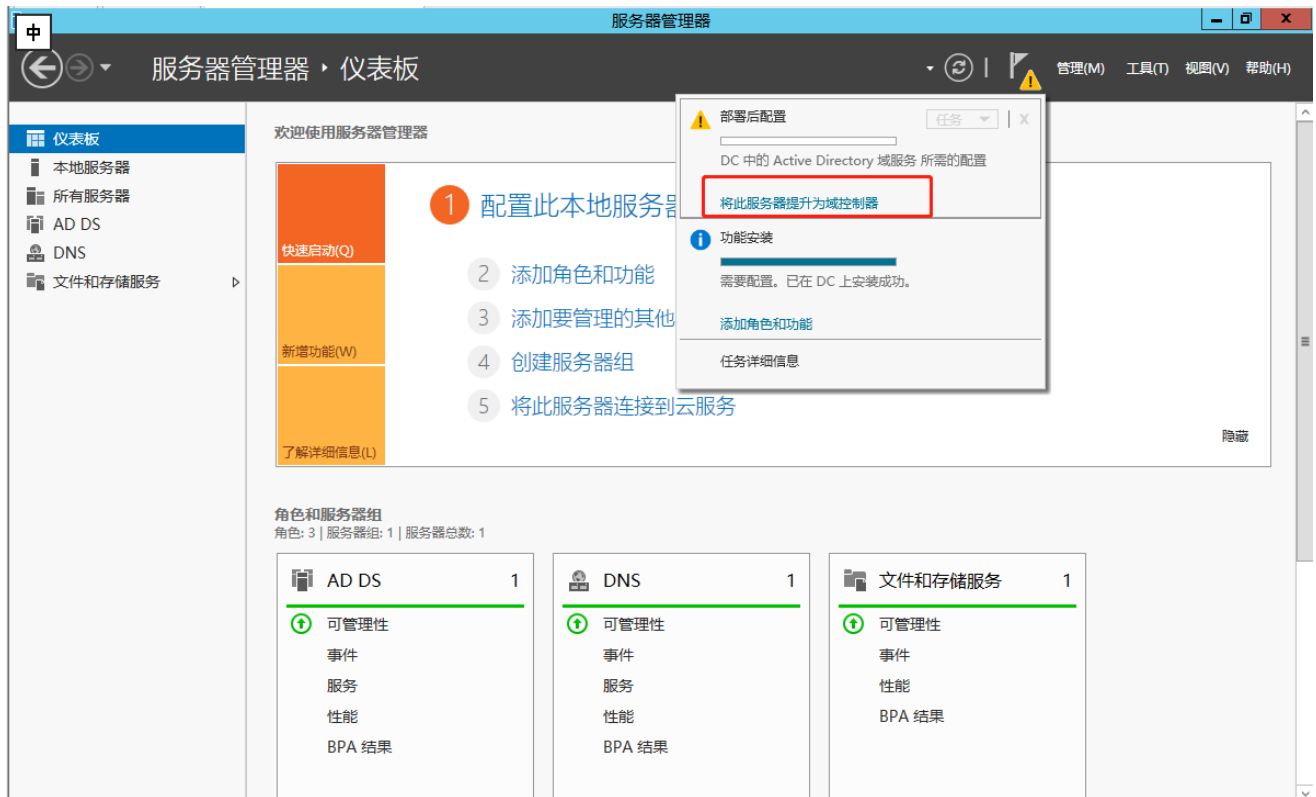 服务器管理器
中
服务器管理器 · 仪表板
管理(M) 工具(T) 视图(V) 帮助(H)
仪表板
本地服务器
所有服务器
AD DS
DNS
文件和存储服务
欢迎使用服务器管理器
快速启动(Q)
新增功能(W)
了解详细信息(L)
1 配置此本地服务器
2 添加角色和功能
3 添加要管理的其他
4 创建服务器组
5 将此服务器连接到云服务
隐藏
部署后配置
任务
X
DC 中的 Active Directory 域服务 所需的配置
将此服务器提升为域控制器
功能安装
需要配置。已在 DC 上安装成功。
添加角色和功能
任务详细信息
角色和服务器组
角色: 3 | 服务器组: 1 | 服务器总数: 1
AD DS 1
可管理性
事件
服务
性能
BPA 结果
DNS 1
可管理性
事件
服务
性能
BPA 结果
文件和存储服务 1
可管理性
事件
性能
BPA 结果